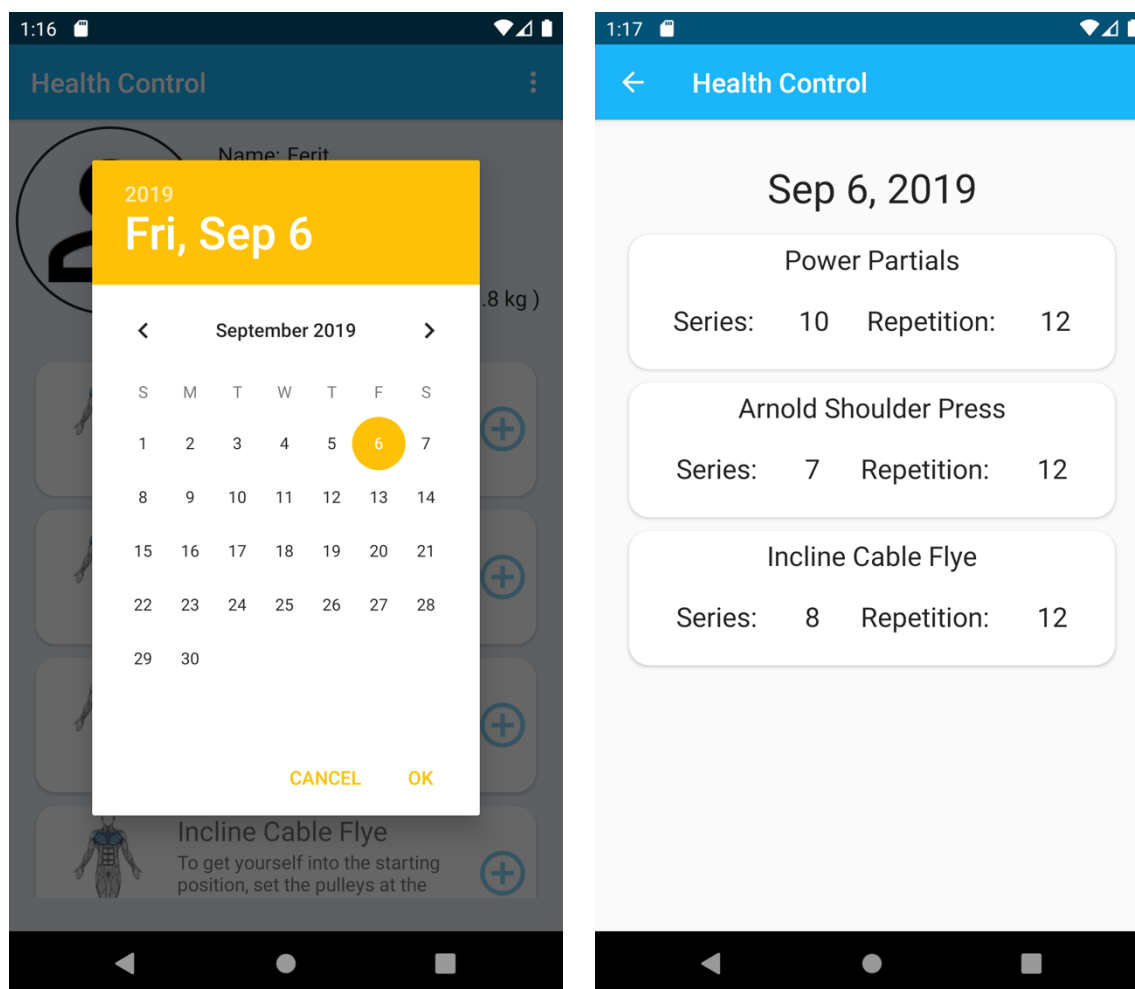 1:16
Health Control
Name: Ferit
.8 kg )
2019
Fri, Sep 6
September 2019
S M T W T F S
1 2 3 4 5 6 7
8 9 10 11 12 13 14
15 16 17 18 19 20 21
22 23 24 25 26 27 28
29 30
CANCEL OK
Incline Cable Flye
To get yourself into the starting
position, set the pulleys at the
1:17
Health Control
Sep 6, 2019
Power Partials
Series: 10 Repetition: 12
Arnold Shoulder Press
Series: 7 Repetition: 12
Incline Cable Flye
Series: 8 Repetition: 12